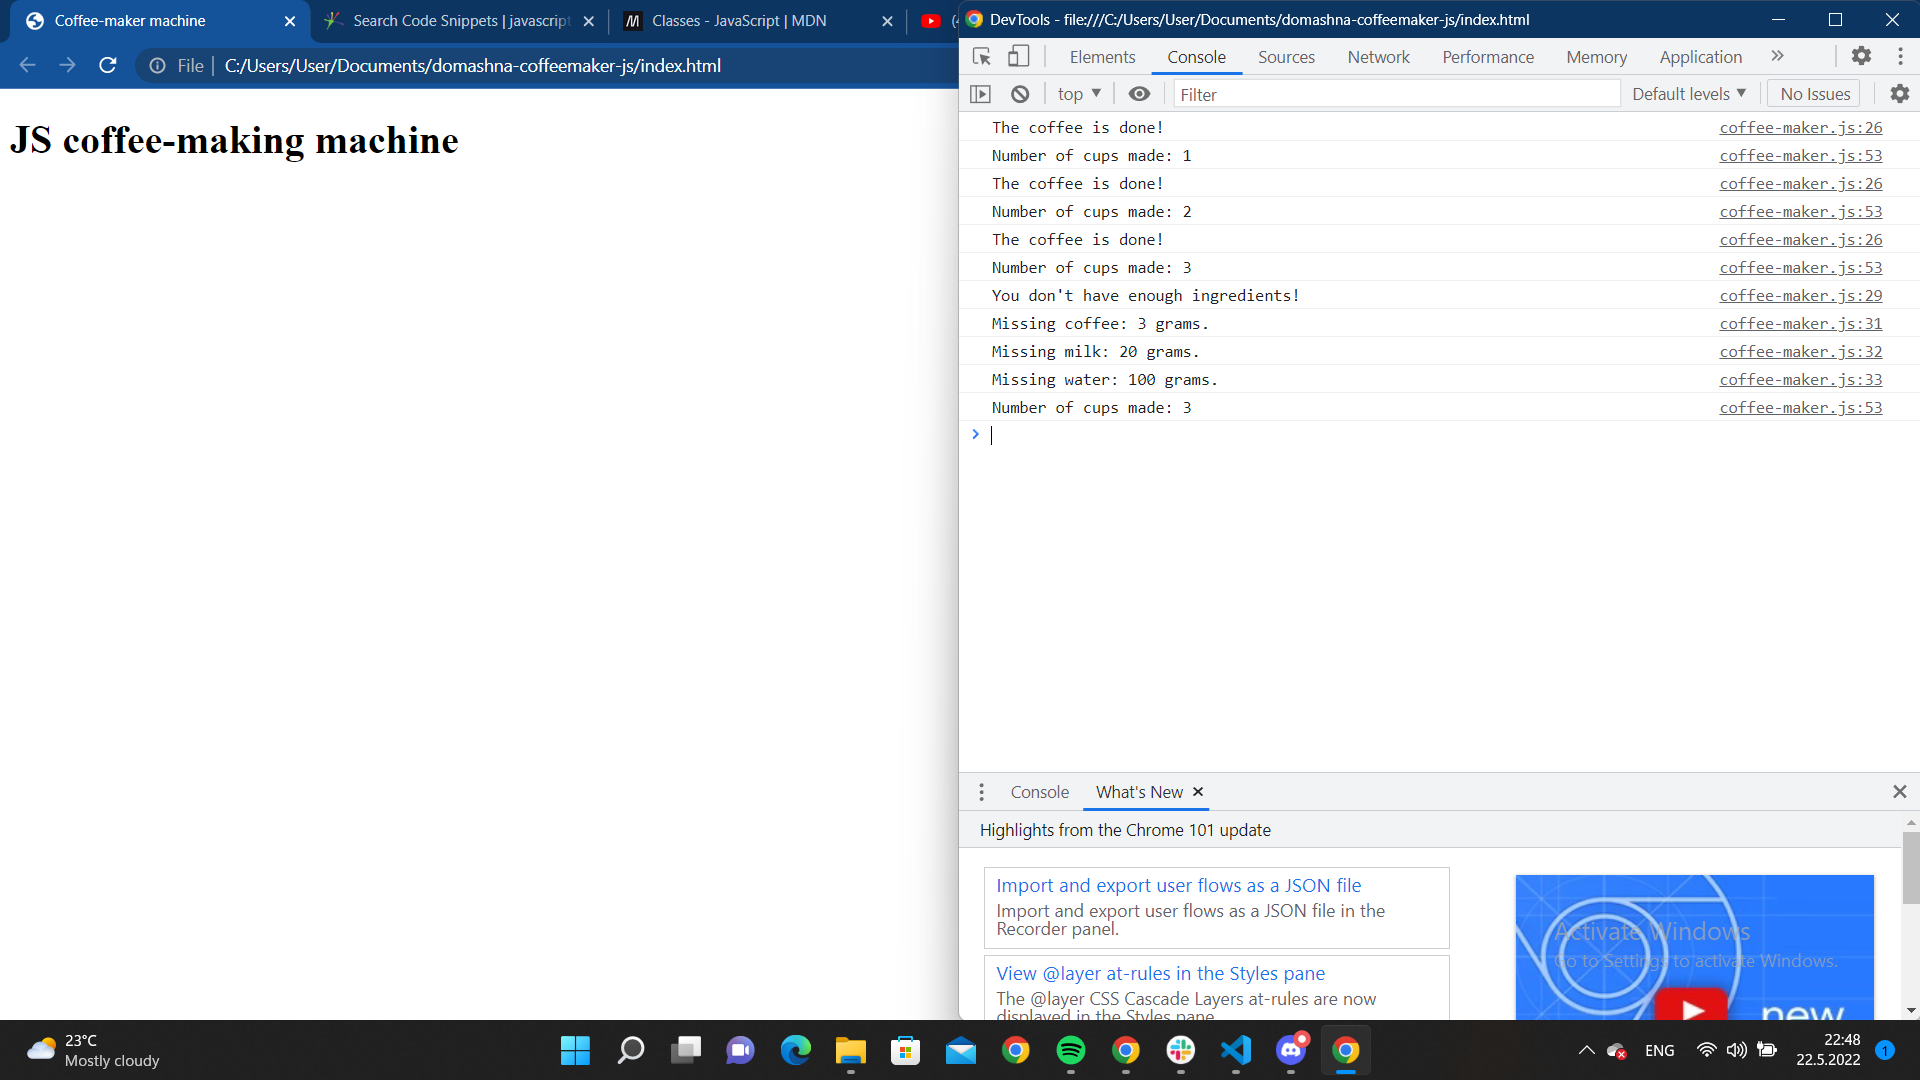 Coffee-maker machine
Search Code Snippets | javascript
Classes - JavaScript | MDN
DevTools - file:///C:/Users/User/Documents/domashna-coffeemaker-js/index.html
File
C:/Users/User/Documents/domashna-coffeemaker-js/index.html
Elements
Console
Sources
Network
Performance
Memory
Application
top
Filter
Default levels
No Issues
JS coffee-making machine
The coffee is done! coffee-maker.js:26
Number of cups made: 1 coffee-maker.js:53
The coffee is done! coffee-maker.js:26
Number of cups made: 2 coffee-maker.js:53
The coffee is done! coffee-maker.js:26
Number of cups made: 3 coffee-maker.js:53
You don't have enough ingredients! coffee-maker.js:29
Missing coffee: 3 grams. coffee-maker.js:31
Missing milk: 20 grams. coffee-maker.js:32
Missing water: 100 grams. coffee-maker.js:33
Number of cups made: 3 coffee-maker.js:53
Console
What's New
Highlights from the Chrome 101 update
Import and export user flows as a JSON file
Import and export user flows as a JSON file in the
Recorder panel.
View @layer at-rules in the Styles pane
The @layer CSS Cascade Layers at-rules are now
displayed in the Styles pane
Activate Windows
Go to Settings to activate Windows.
new
23°C
Mostly cloudy
ENG
22:48
22.5.2022
1